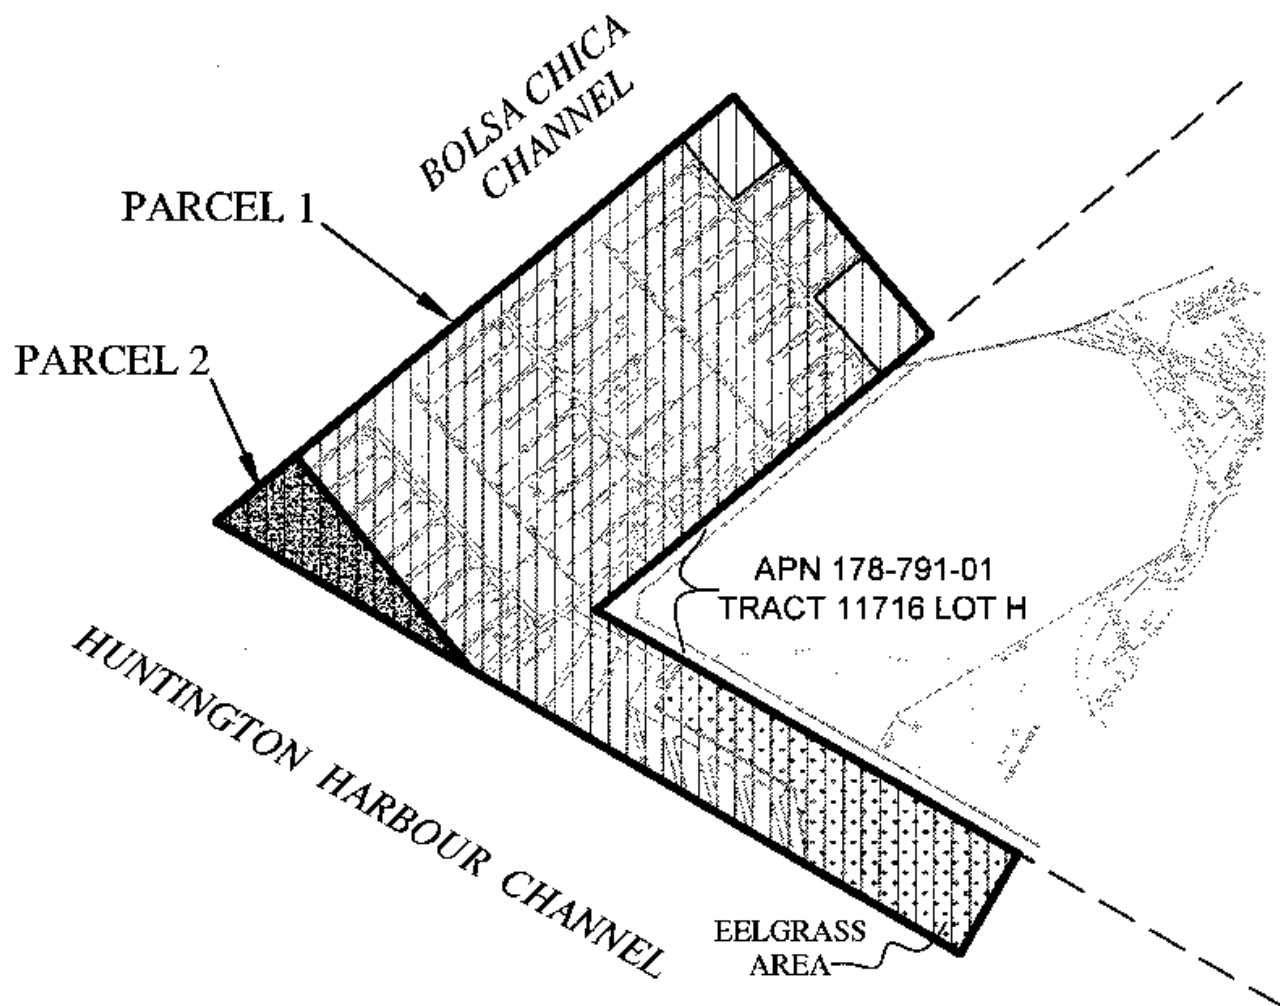 BOLSA CHICA
CHANNEL
PARCEL 1
PARCEL 2
APN 178-791-01
TRACT 11716 LOT H
HUNTINGTON HARBOUR CHANNEL
EELGRASS
AREA